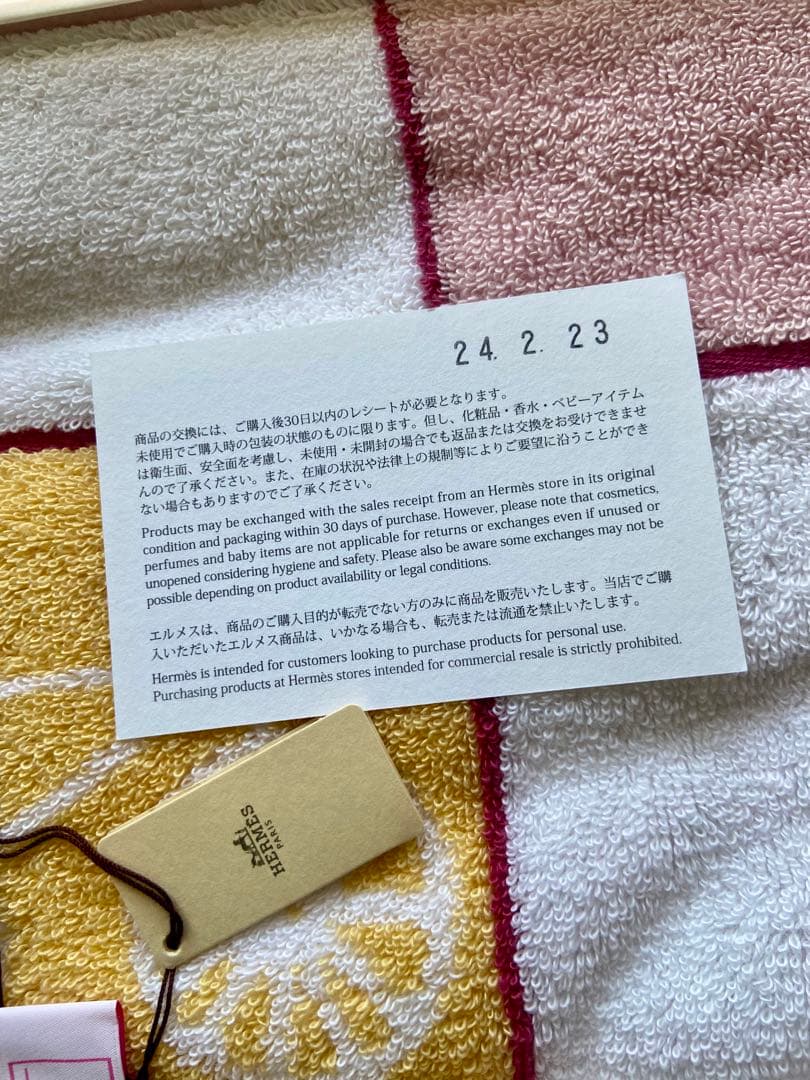 24. 2. 23
商品の交換には、ご購入後30日以内のレシートが必要となります。
未使用でご購入時の包装の状態のものに限ります。但し、化粧品・香水・ベビーアイテム
は衛生面、安全面を考慮し、未使用・未開封の場合でも返品または交換をお受けできませ
んので了承ください。また、在庫の状況や法律上の規制等によりご要望に沿うことができ
ない場合もありますのでご了承ください。
Products may be exchanged with the sales receipt from an Hermès store in its original
condition and packaging within 30 days of purchase. However, please note that cosmetics,
perfumes and baby items are not applicable for returns or exchanges even if unused or
unopened considering hygiene and safety. Please also be aware some exchanges may not be
possible depending on product availability or legal conditions.
エルメスは、商品のご購入目的が転売でない方のみに商品を販売いたします。当店でご購
入いただいたエルメス商品は、いかなる場合も、転売または流通を禁止いたします。
Hermès is intended for customers looking to purchase products for personal use.
Purchasing products at Hermès stores intended for commercial resale is strictly prohibited.
HERMÈS
PARIS